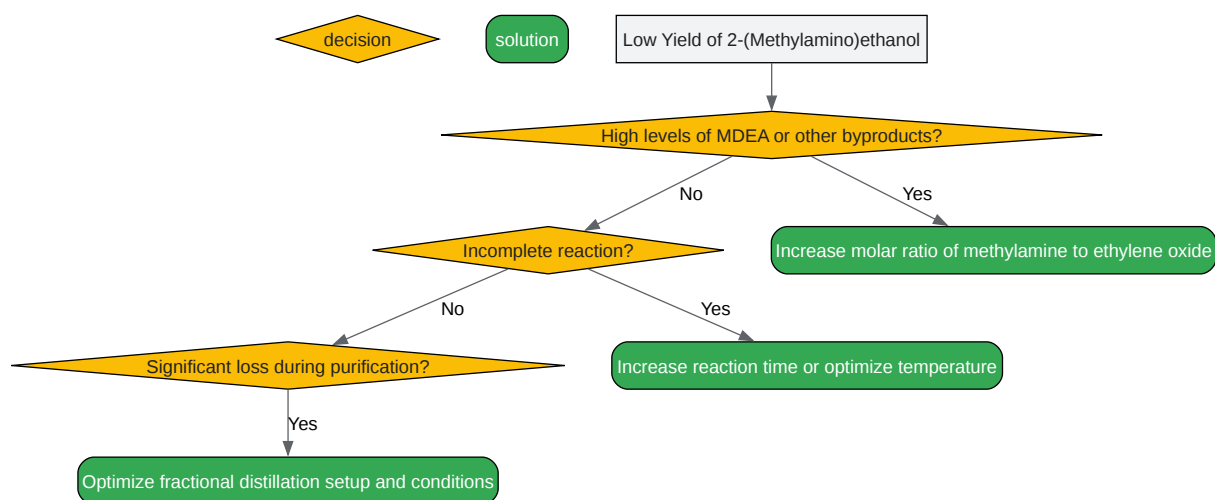 decision
solution
Low Yield of 2-(Methylamino)ethanol
High levels of MDEA or other byproducts?
No
Yes
Incomplete reaction?
Increase molar ratio of methylamine to ethylene oxide
No
Yes
Significant loss during purification?
Increase reaction time or optimize temperature
Yes
Optimize fractional distillation setup and conditions